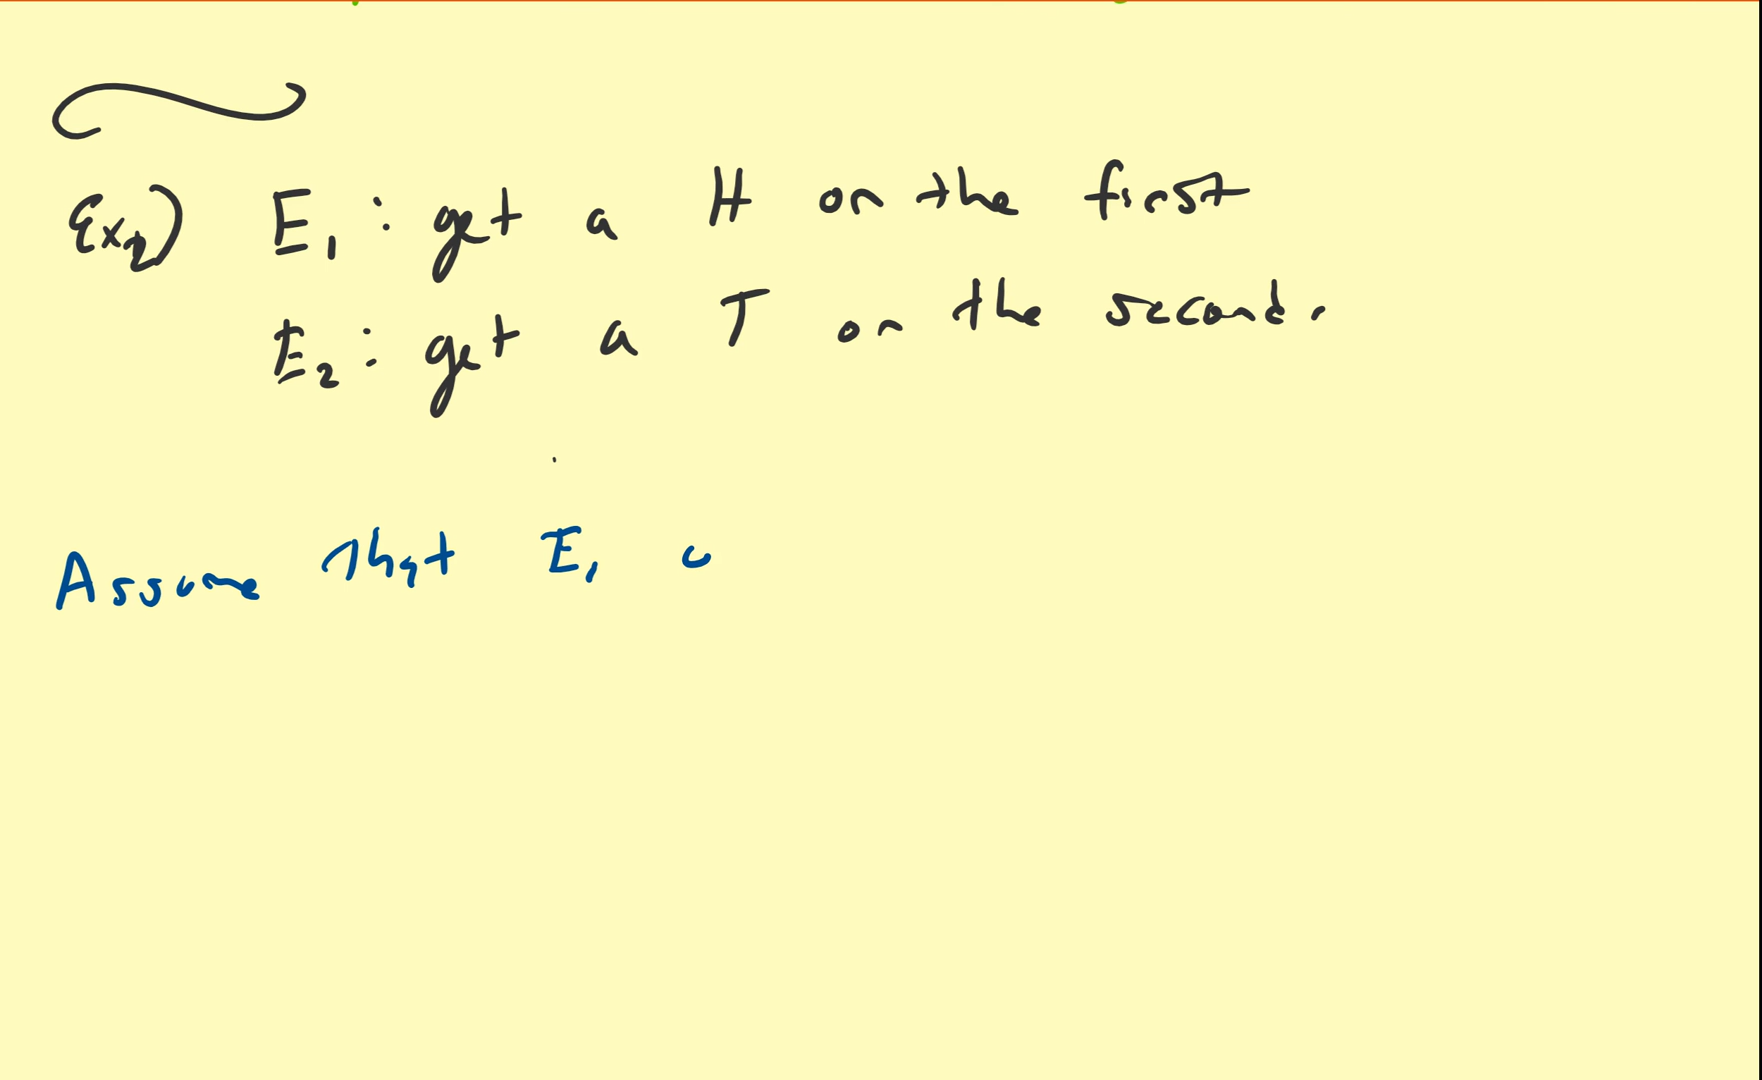 Ex2) E1 : get a H on the first
E2 : get a T on the second.
Assume that E1 o